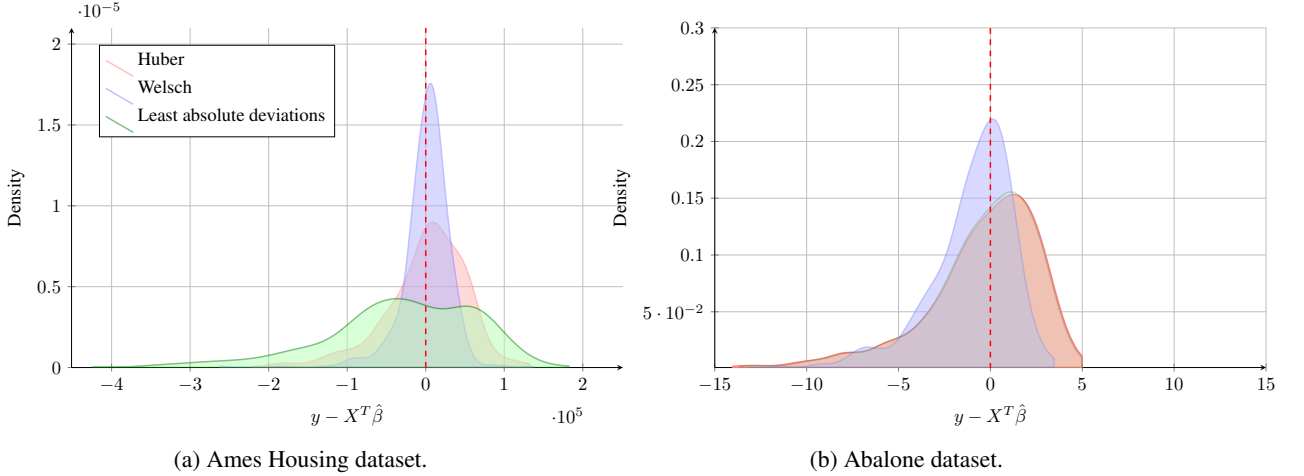 ·10⁻⁵
2
1.5
1
0.5
0
Density
Huber
Welsch
Least absolute deviations
−4 −3 −2 −1 0 1 2
·10⁵
y − X^T β̂
(a) Ames Housing dataset.
0.3
0.25
0.2
0.15
0.1
5 · 10⁻²
Density
−15 −10 −5 0 5 10 15
y − X^T β̂
(b) Abalone dataset.